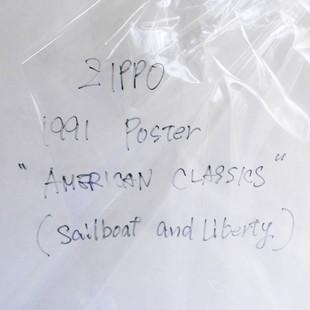 ZIPPO
1991 Poster
"AMERICAN CLASSICS"
(Sailboat and Liberty.)